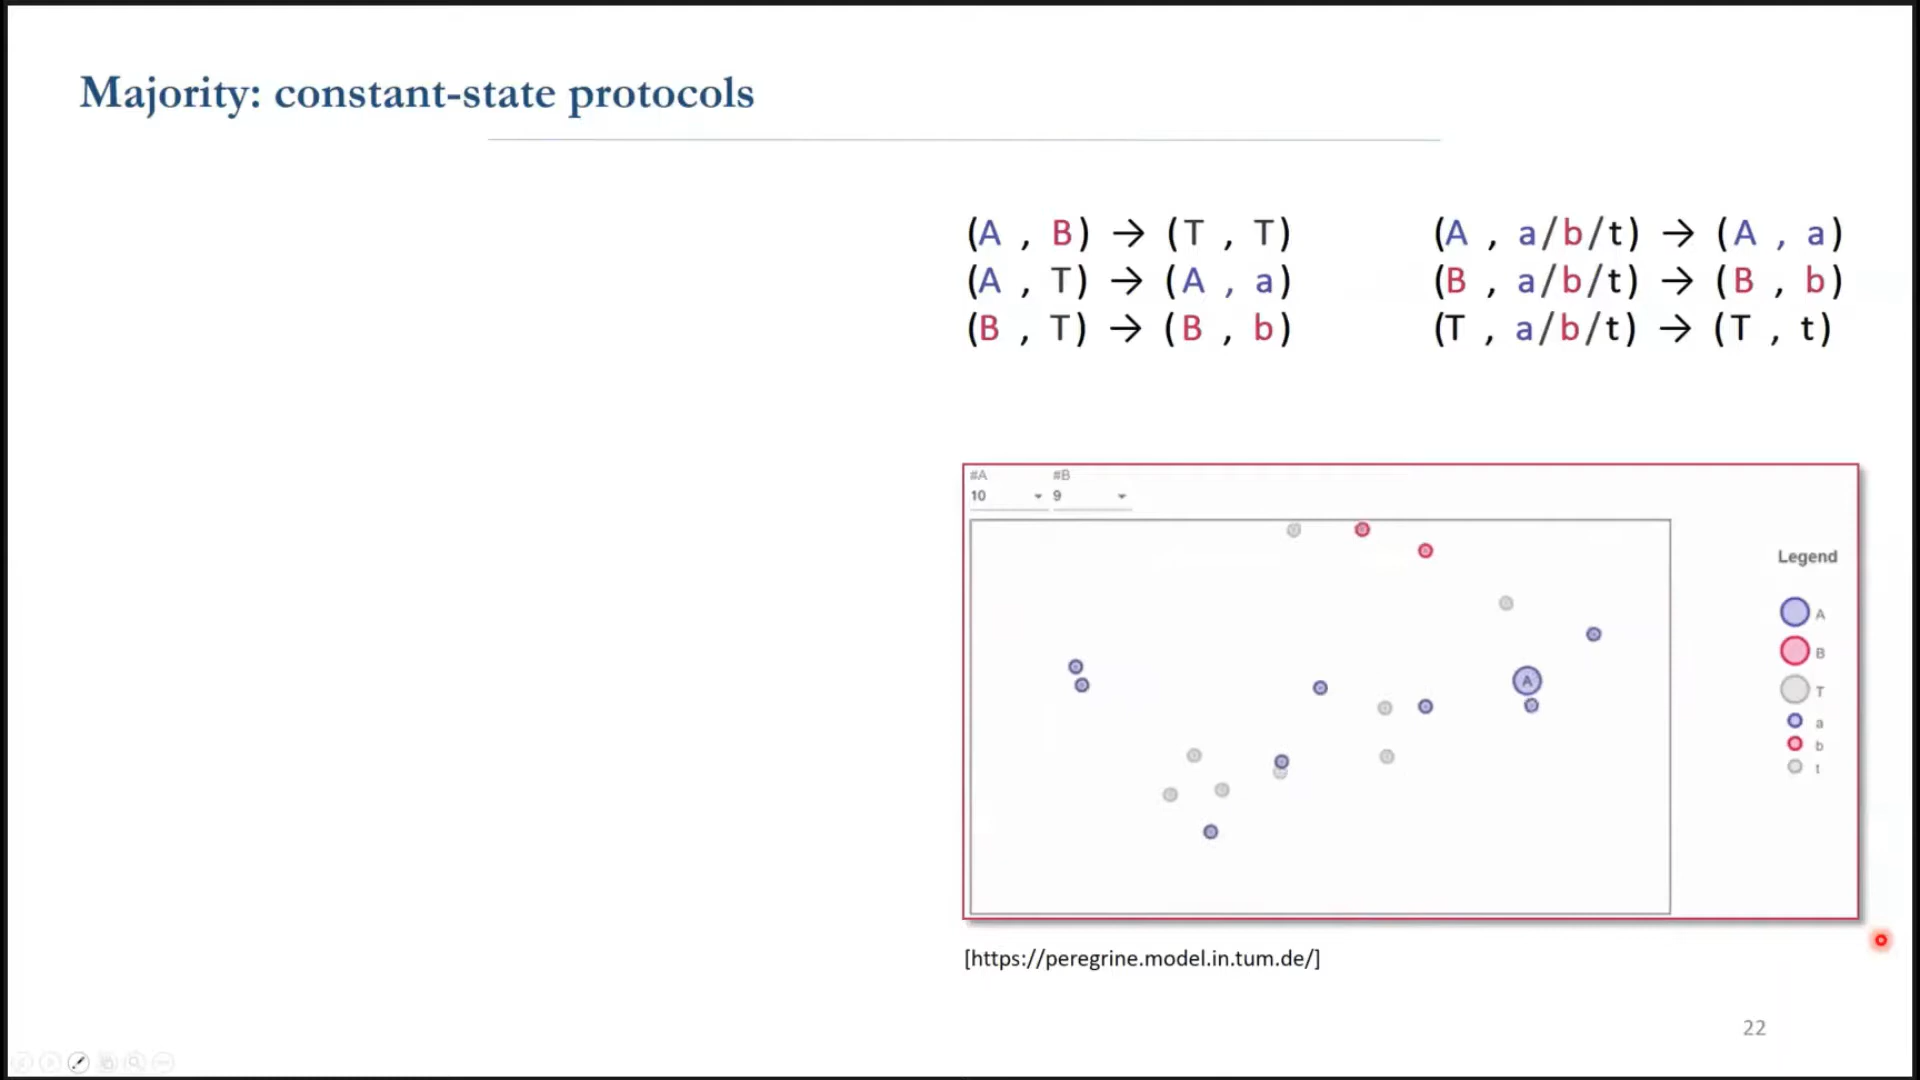 Majority: constant-state protocols
(A , B) → (T , T)
(A , T) → (A , a)
(B , T) → (B , b)
(A , a/b/t) → (A , a)
(B , a/b/t) → (B , b)
(T , a/b/t) → (T , t)
#A #B
10 9
A
Legend
A
B
T
a
b
t
[https://peregrine.model.in.tum.de/]
22